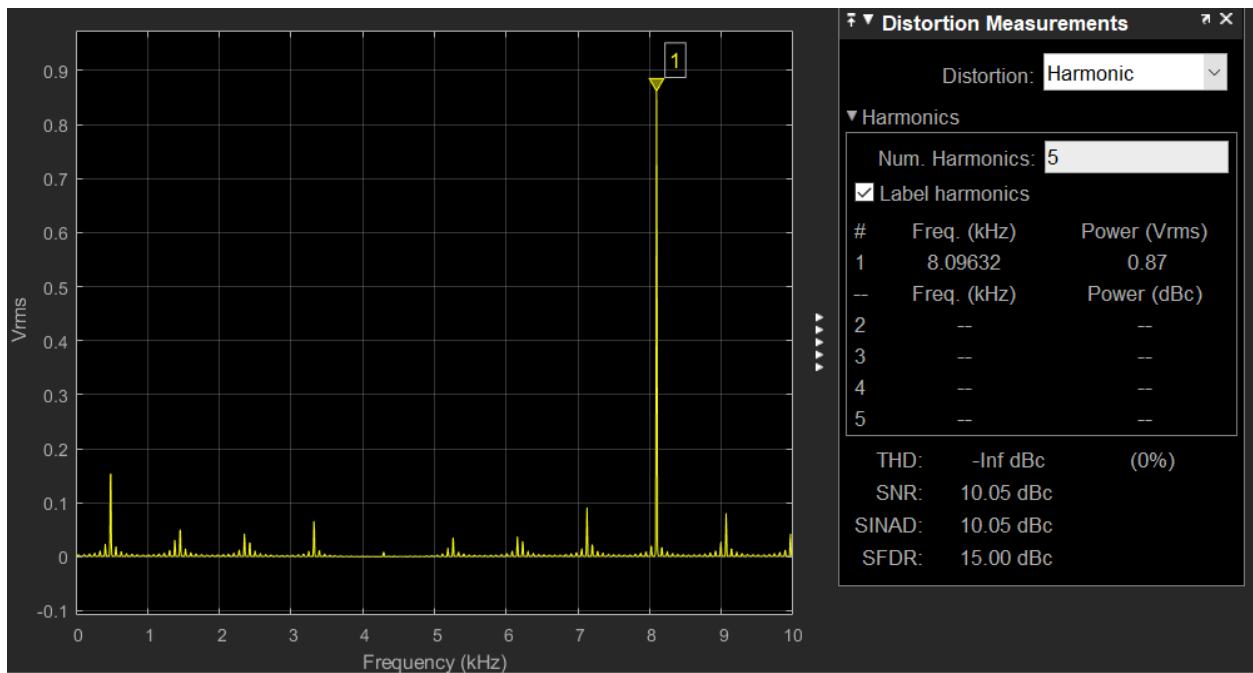 Distortion Measurements
Distortion: Harmonic
Harmonics
Num. Harmonics: 5
Label harmonics
# Freq. (kHz) Power (Vrms)
1 8.09632 0.87
-- Freq. (kHz) Power (dBc)
2 -- --
3 -- --
4 -- --
5 -- --
THD: -Inf dBc (0%)
SNR: 10.05 dBc
SINAD: 10.05 dBc
SFDR: 15.00 dBc
1
0.9
0.8
0.7
0.6
0.5
0.4
0.3
0.2
0.1
0
-0.1
Vrms
0 1 2 3 4 5 6 7 8 9 10
Frequency (kHz)